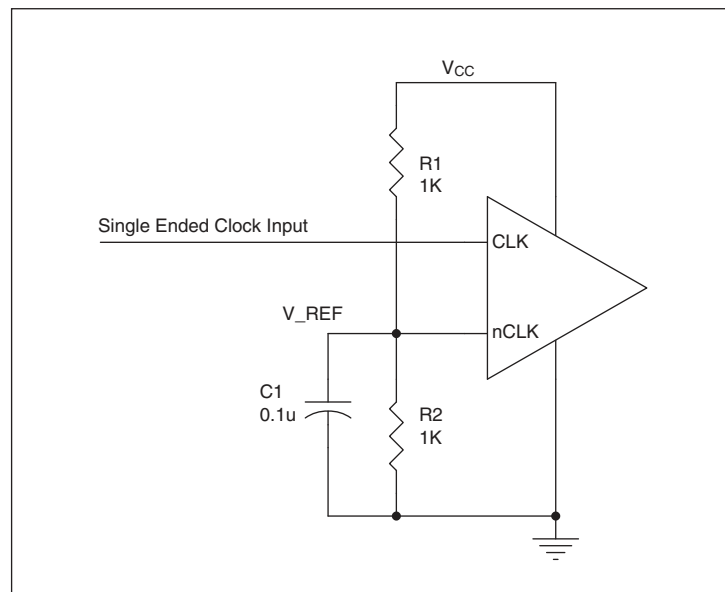 VCC
R1
1K
Single Ended Clock Input
CLK
V_REF
nCLK
C1
0.1u
R2
1K